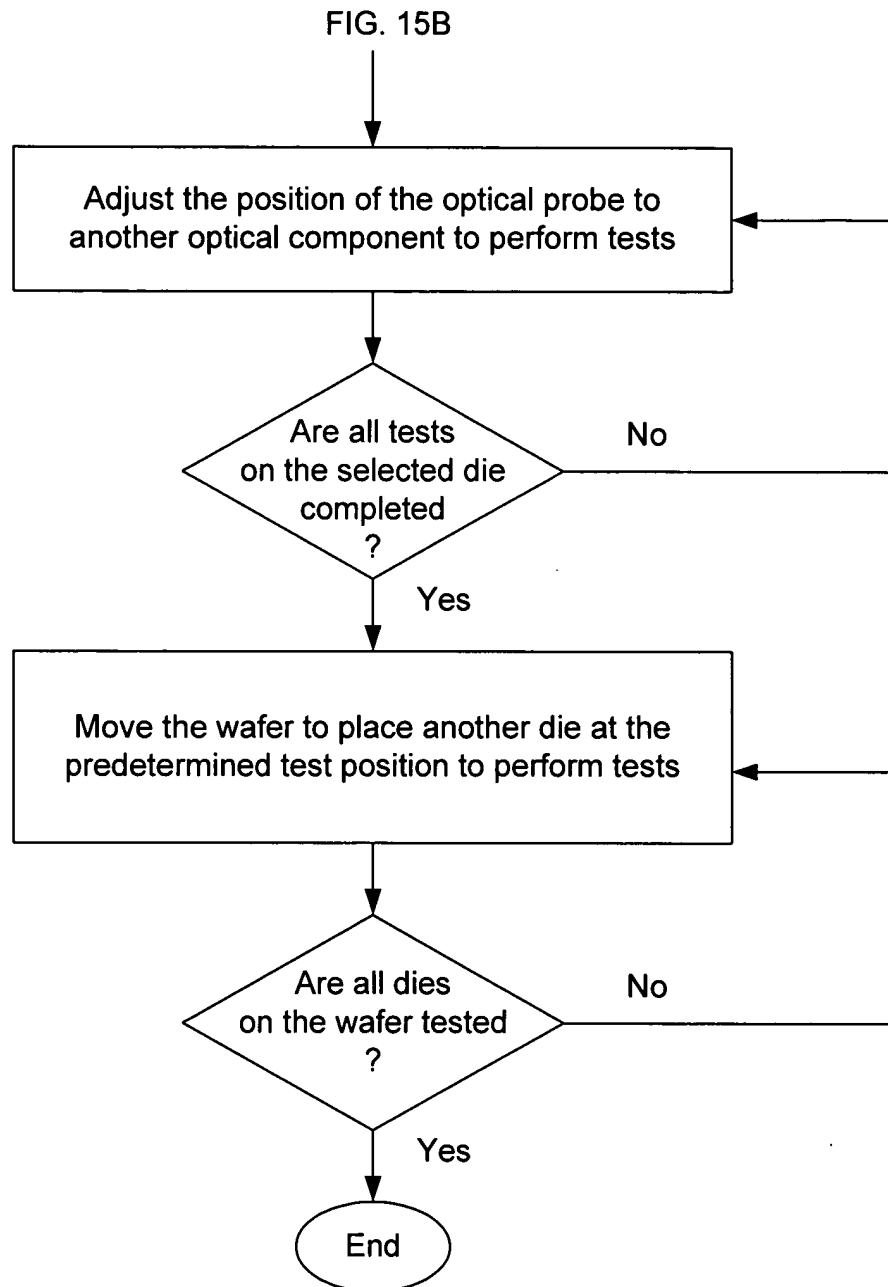 FIG. 15B
Adjust the position of the optical probe to
another optical component to perform tests
Are all tests
on the selected die
completed
?
No
Yes
Move the wafer to place another die at the
predetermined test position to perform tests
Are all dies
on the wafer tested
?
No
Yes
End